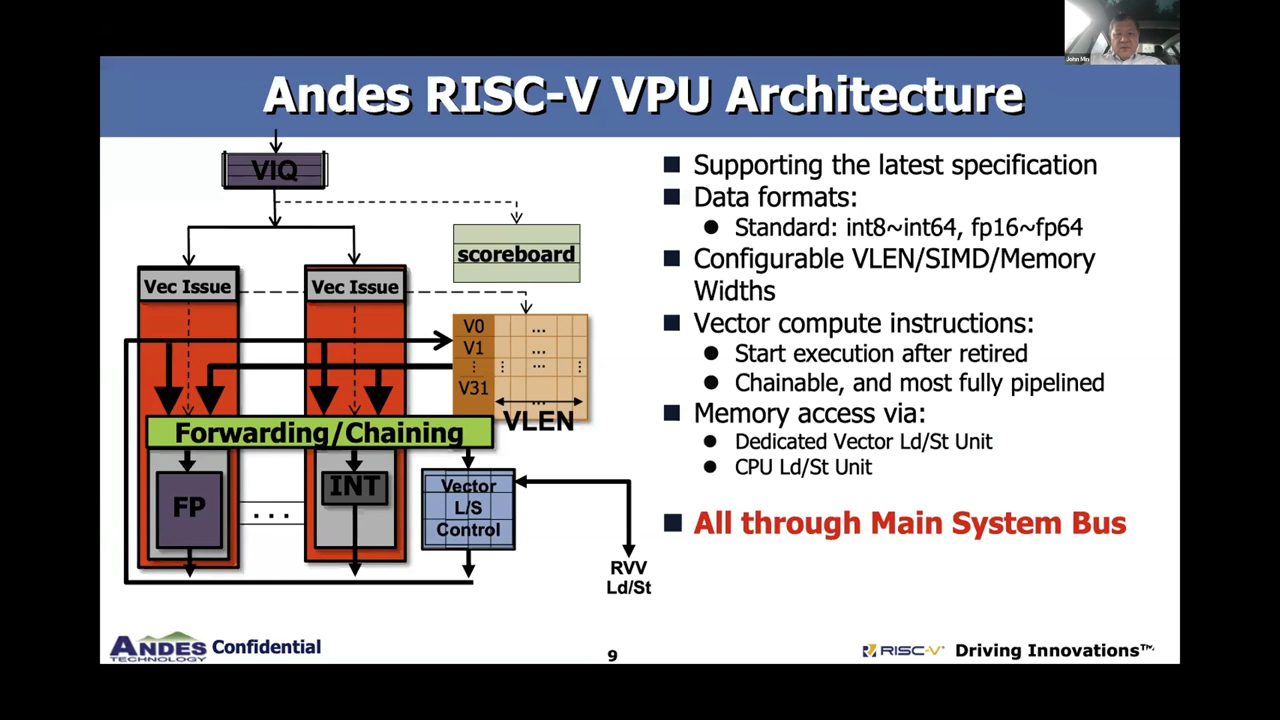 John Min
Andes RISC-V VPU Architecture
VIQ
scoreboard
Vec Issue
Vec Issue
V0 ...
V1 ...
⋮ ⋮ ... ⋮
V31
...
VLEN
Forwarding/Chaining
FP
...
INT
Vector
L/S
Control
RVV
Ld/St
Supporting the latest specification
Data formats:
Standard: int8~int64, fp16~fp64
Configurable VLEN/SIMD/Memory
Widths
Vector compute instructions:
Start execution after retired
Chainable, and most fully pipelined
Memory access via:
Dedicated Vector Ld/St Unit
CPU Ld/St Unit
All through Main System Bus
ANDES
TECHNOLOGY
Confidential
9
RISC-V®
Driving Innovations™